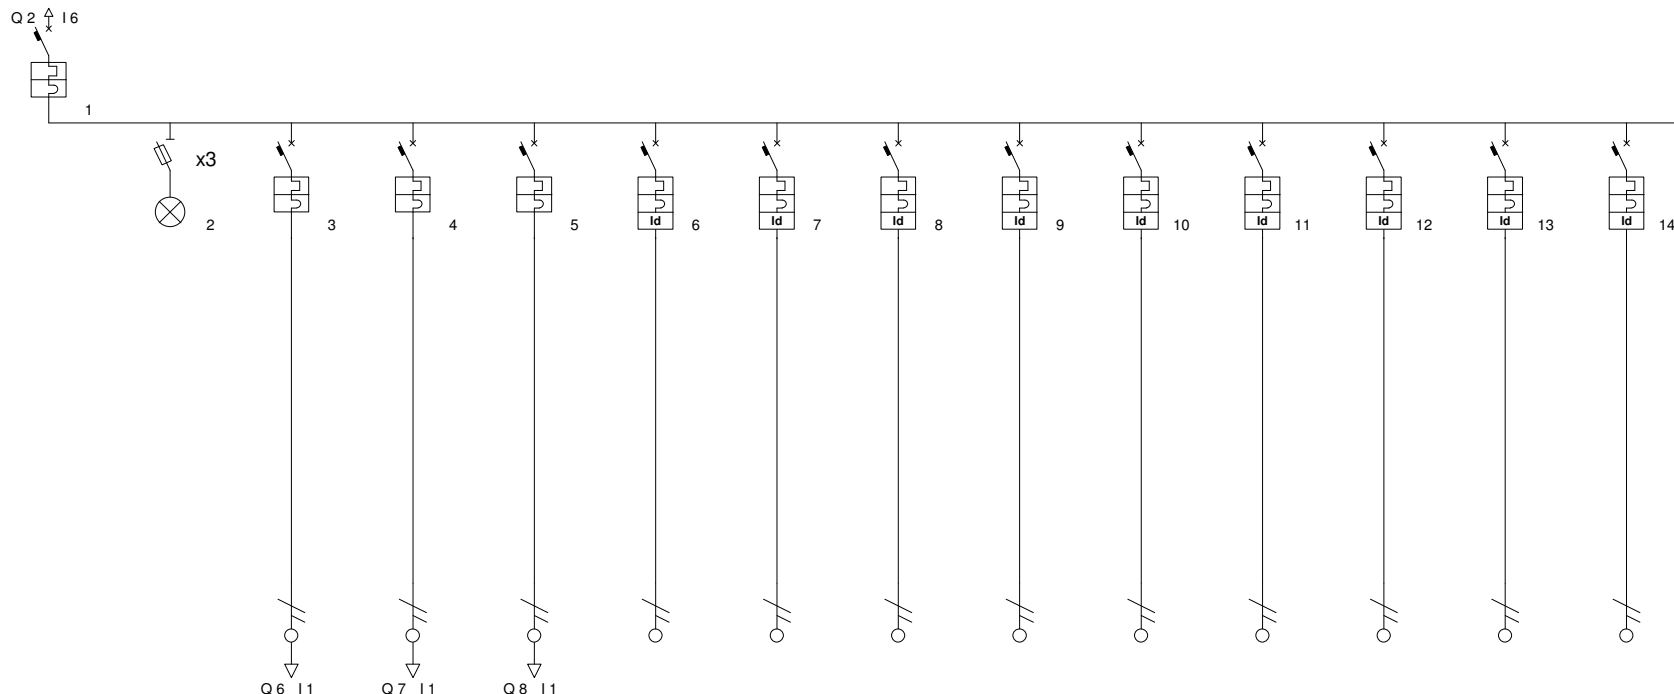 Q2 I6
1
x3
2 3 4 5 6 7 8 9 10 11 12 13 14
Id Id Id Id Id Id Id Id Id
Q6 I1 Q7 I1 Q8 I1